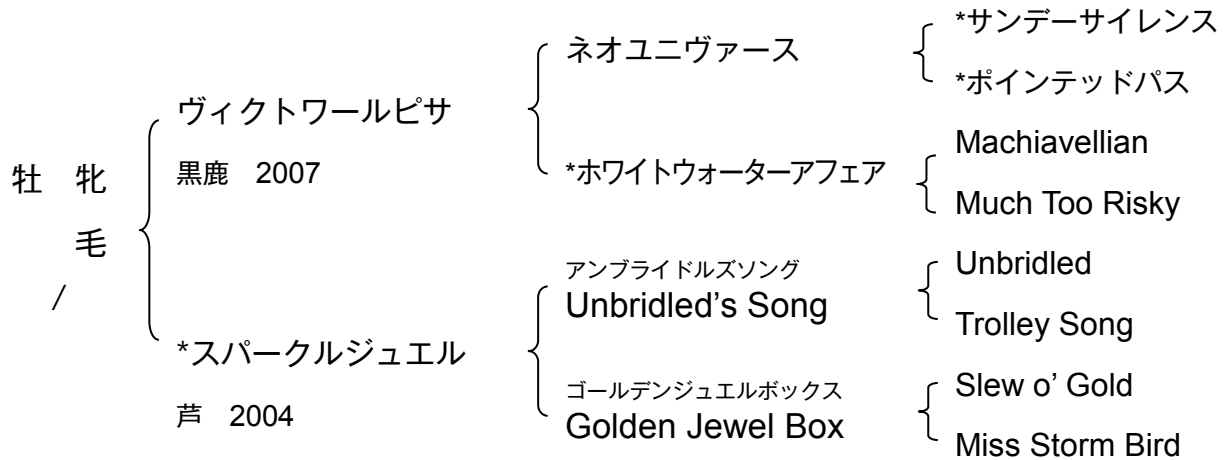 牡 牝
毛
/
ヴィクトワールピサ
黒鹿 2007
*スパークルジュエル
芦 2004
ネオユニヴァース
*ホワイトウォーターアフェア
アンブライドルズソング
Unbridled’s Song
ゴールデンジュエルボックス
Golden Jewel Box
*サンデーサイレンス
*ポインテッドパス
Machiavellian
Much Too Risky
Unbridled
Trolley Song
Slew o’ Gold
Miss Storm Bird